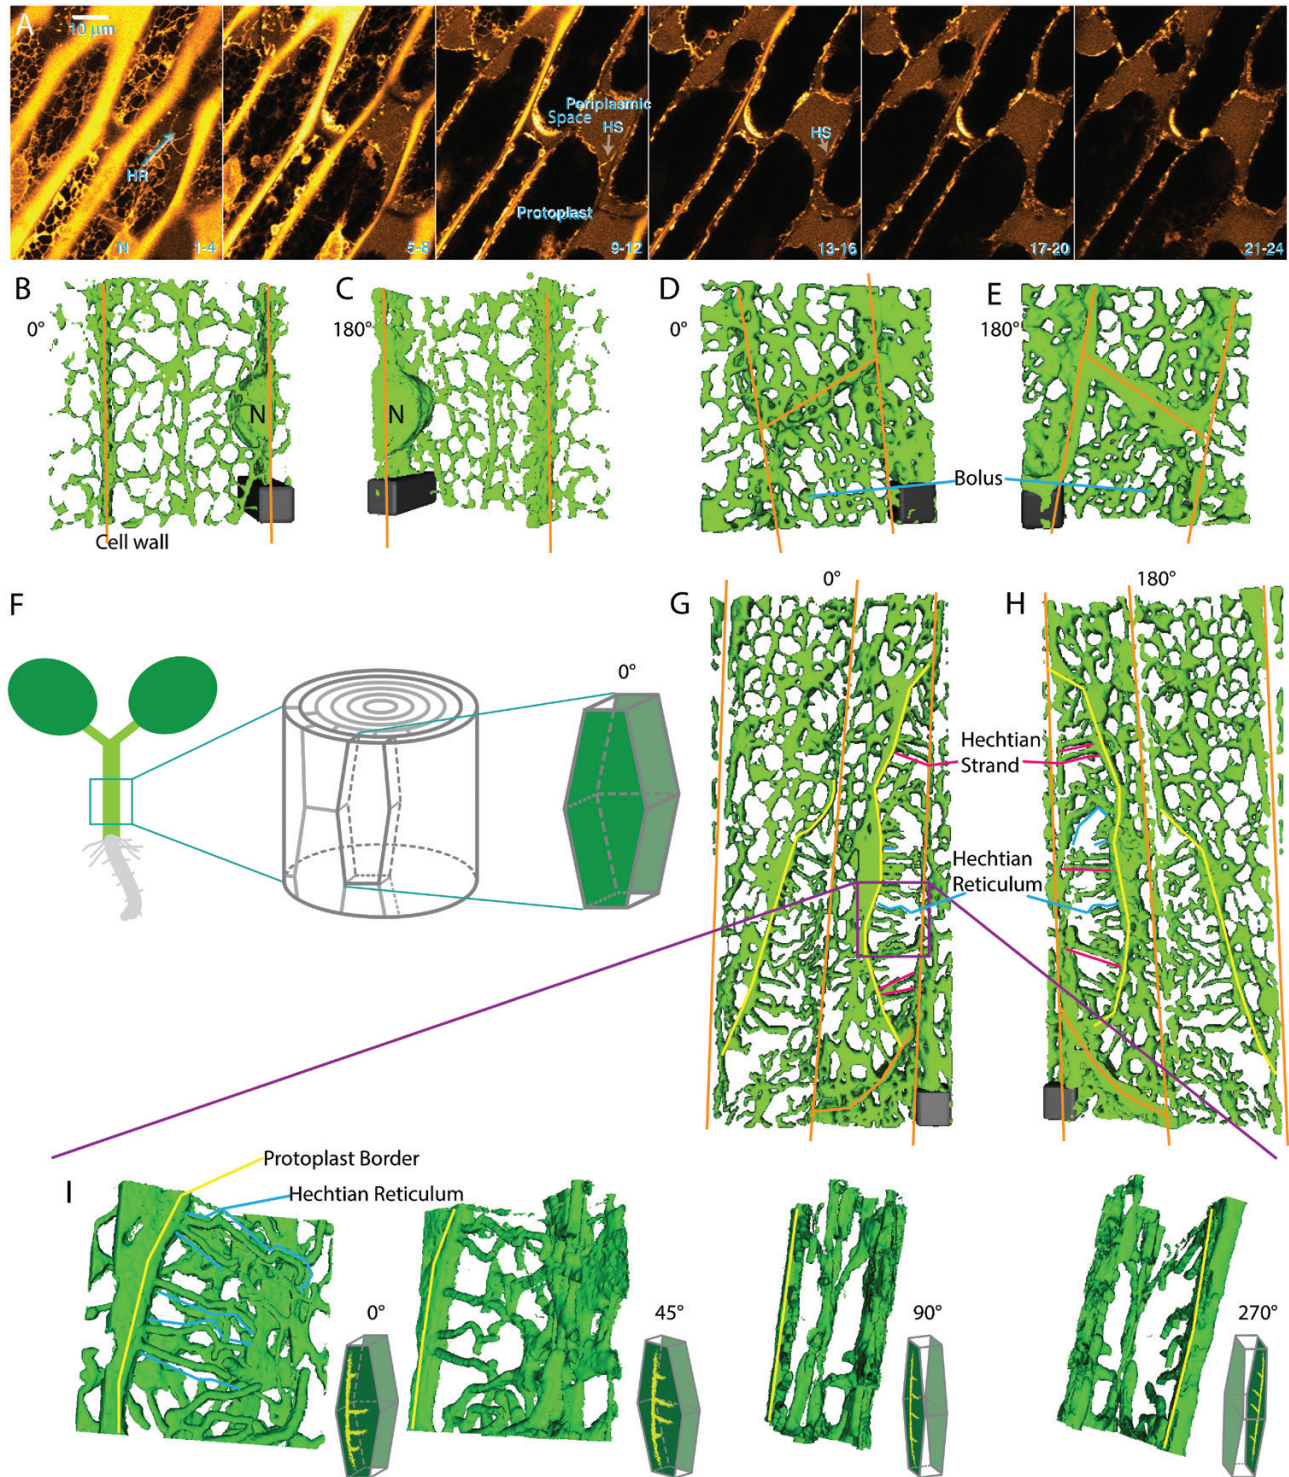 A
10 μm
HR
N
1-4
5-8
Periplasmic
Space
HS
Protoplast
9-12
HS
13-16
17-20
21-24
B
0°
N
Cell wall
C
180°
N
D
0°
E
180°
Bolus
F
0°
G
0°
H
180°
Hechtian
Strand
Hechtian
Reticulum
I
Protoplast Border
Hechtian Reticulum
0°
45°
90°
270°